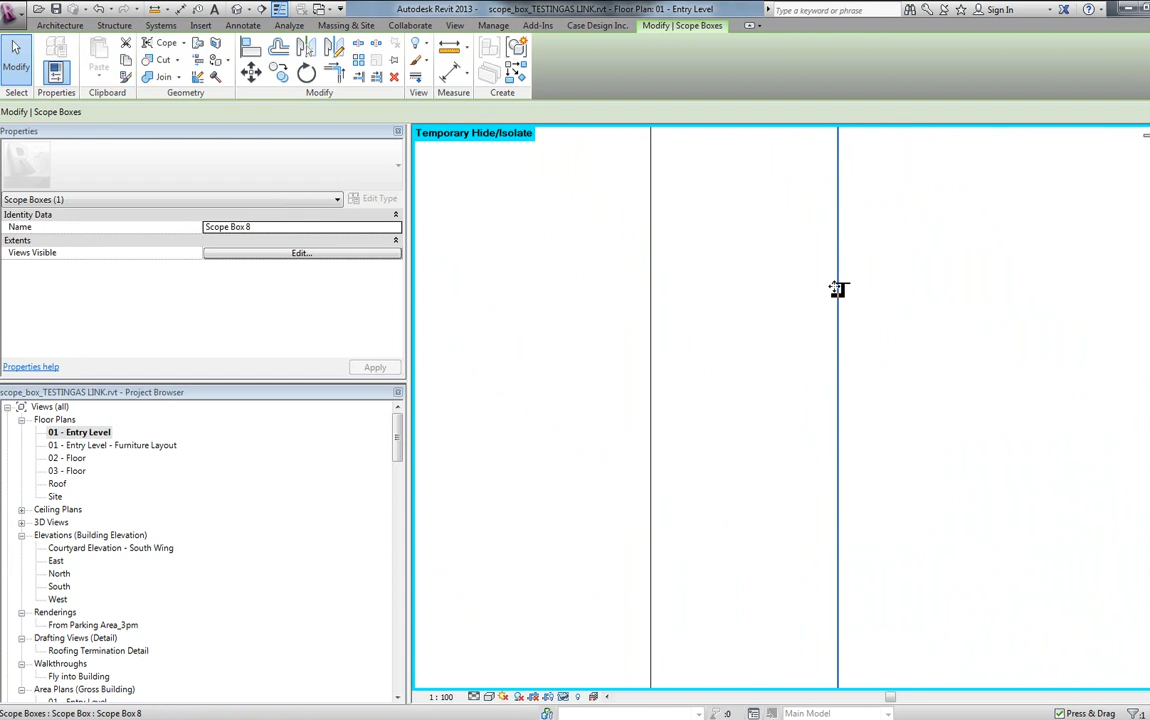 Autodesk Revit 2013 - scope_box_TESTINGAS LINK.rvt - Floor Plan: 01 - Entry Level
Type a keyword or phrase
Sign In
Architecture Structure Systems Insert Annotate Analyze Massing & Site Collaborate View Manage Add-Ins Case Design Inc. Modify | Scope Boxes
Modify
Paste
Cope
Cut
Join
Select Properties Clipboard Geometry Modify View Measure Create
Modify | Scope Boxes
Properties
Scope Boxes (1)
Edit Type
Identity Data
Name Scope Box 8
Extents
Views Visible Edit...
Properties help
Apply
scope_box_TESTINGAS LINK.rvt - Project Browser
Views (all)
Floor Plans
01 - Entry Level
01 - Entry Level - Furniture Layout
02 - Floor
03 - Floor
Roof
Site
Ceiling Plans
3D Views
Elevations (Building Elevation)
Courtyard Elevation - South Wing
East
North
South
West
Renderings
From Parking Area_3pm
Drafting Views (Detail)
Roofing Termination Detail
Walkthroughs
Fly into Building
Area Plans (Gross Building)
01 - Entry Level
Temporary Hide/Isolate
1 : 100
Scope Boxes : Scope Box : Scope Box 8
:0
Main Model
Press & Drag
:1